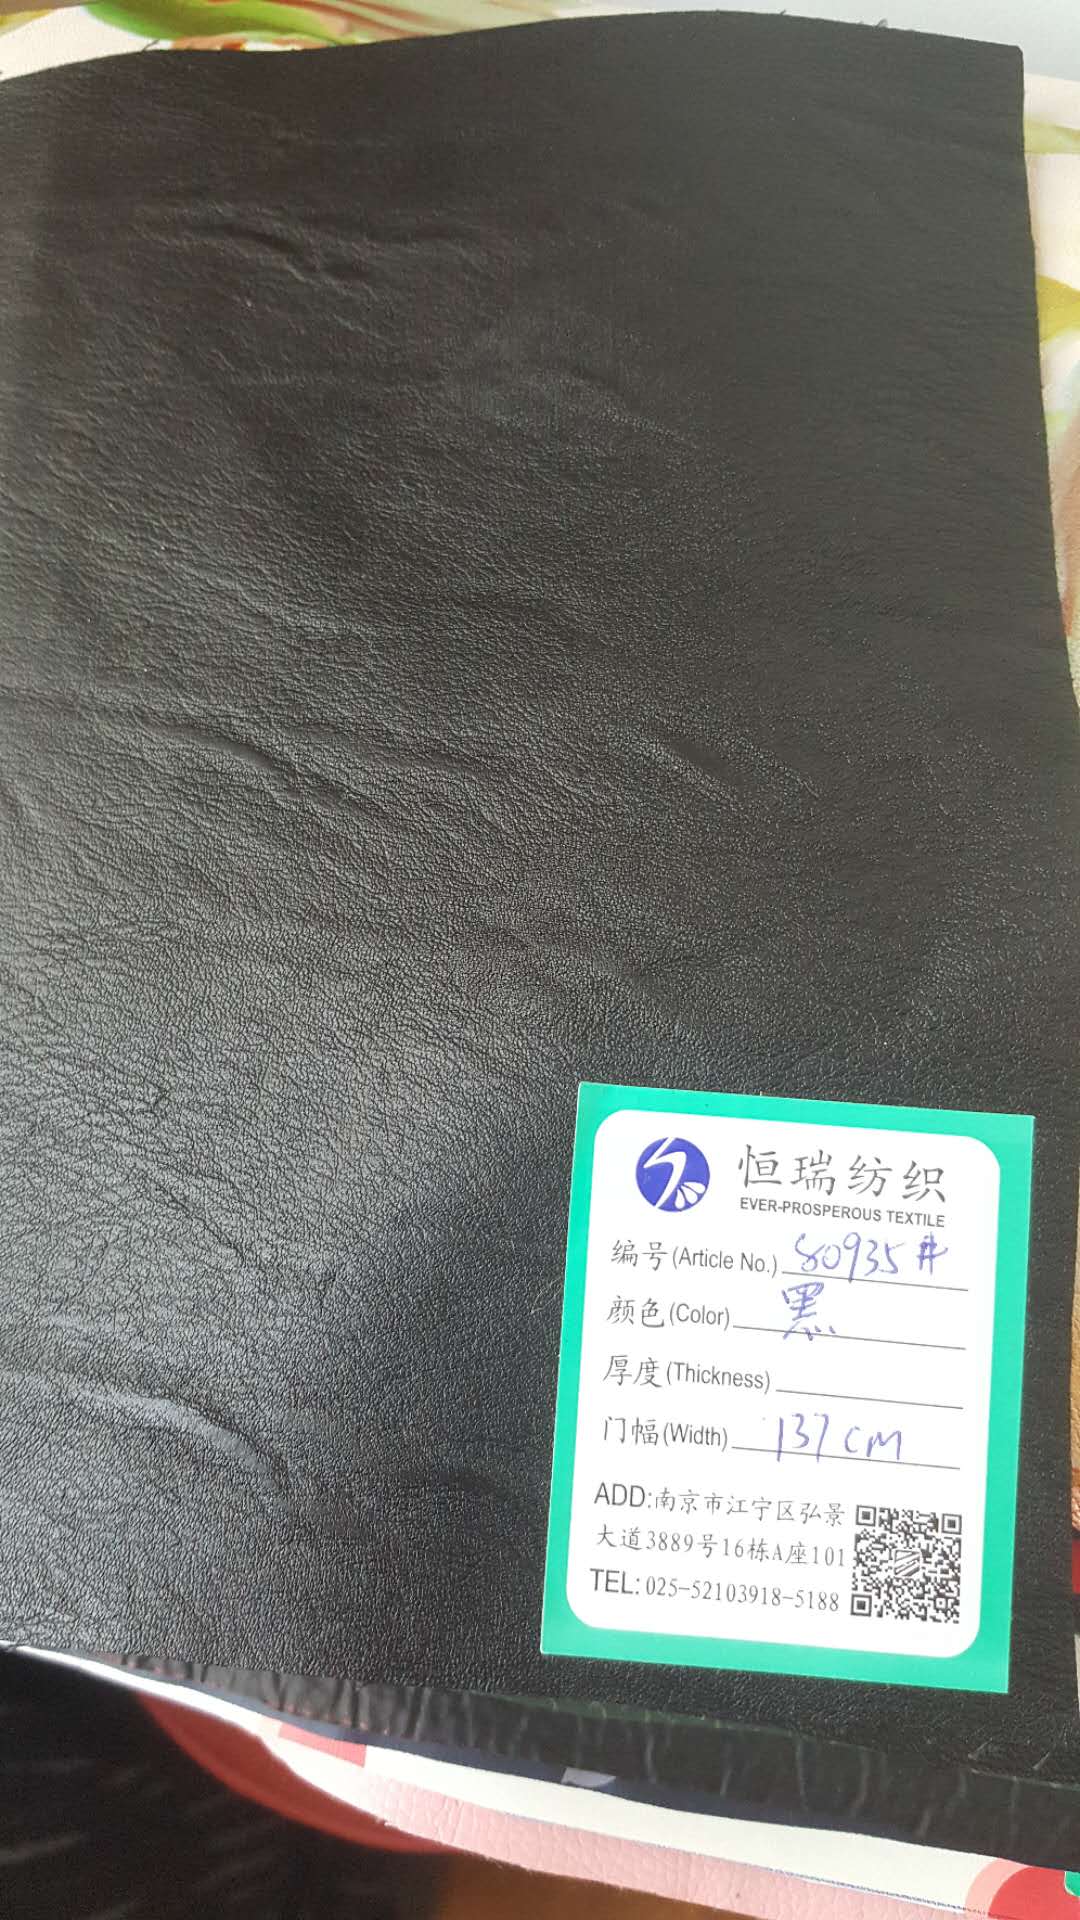 恒瑞纺织
EVER-PROSPEROUS TEXTILE
编号(Article No.) 80935#
颜色(Color) 黑
厚度(Thickness)
门幅(Width) 137cm
ADD:南京市江宁区弘景
大道3889号16栋A座101
TEL: 025-52103918-5188